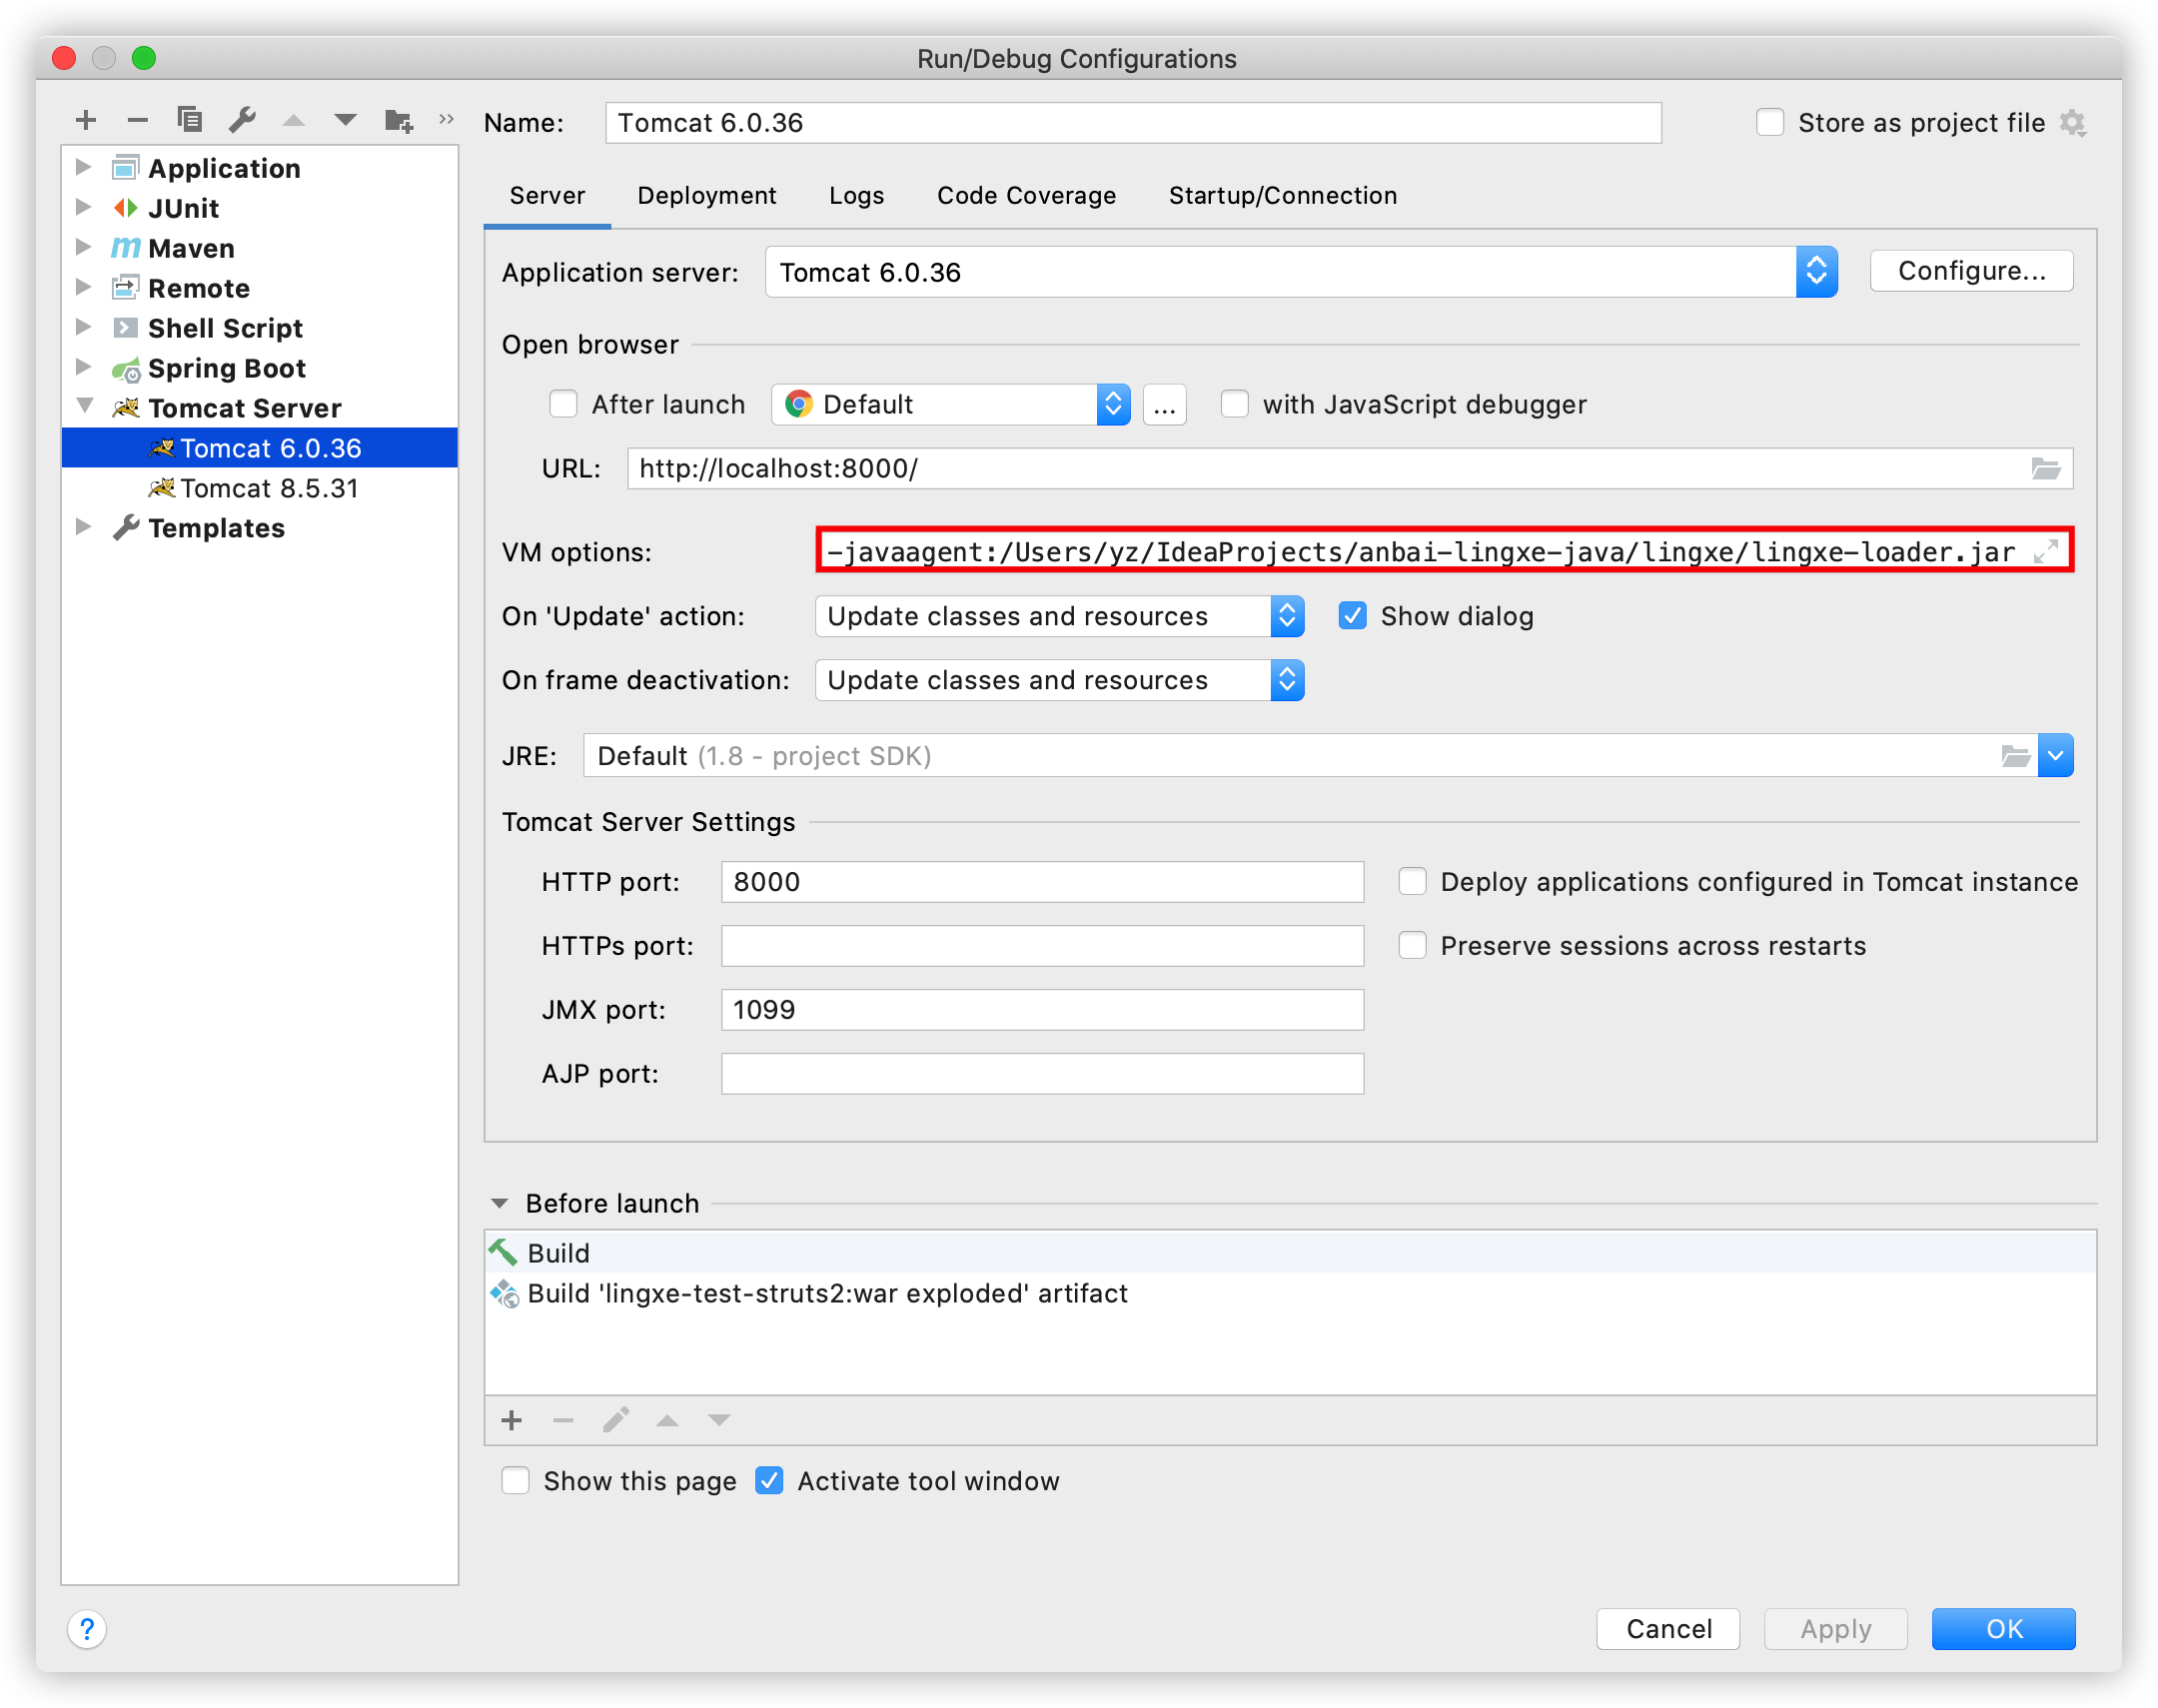 Run/Debug Configurations
Name: Tomcat 6.0.36
Store as project file
Application
JUnit
Maven
Remote
Shell Script
Spring Boot
Tomcat Server
Tomcat 6.0.36
Tomcat 8.5.31
Templates
Server Deployment Logs Code Coverage Startup/Connection
Application server: Tomcat 6.0.36 Configure...
Open browser
After launch Default ... with JavaScript debugger
URL: http://localhost:8000/
VM options: -javaagent:/Users/yz/IdeaProjects/anbai-lingxe-java/lingxe/lingxe-loader.jar
On 'Update' action: Update classes and resources Show dialog
On frame deactivation: Update classes and resources
JRE: Default (1.8 - project SDK)
Tomcat Server Settings
HTTP port: 8000 Deploy applications configured in Tomcat instance
HTTPs port: Preserve sessions across restarts
JMX port: 1099
AJP port:
Before launch
Build
Build 'lingxe-test-struts2:war exploded' artifact
Show this page Activate tool window
? Cancel Apply OK